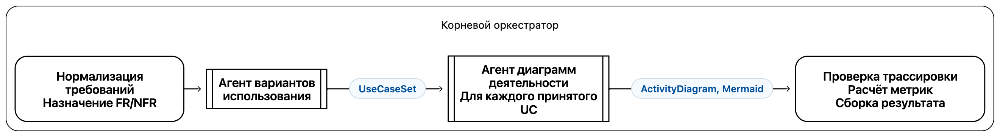 Корневой оркестратор
Нормализация
требований
Назначение FR/NFR
Агент вариантов
использования
UseCaseSet
Агент диаграмм
деятельности
Для каждого принятого
UC
ActivityDiagram, Mermaid
Проверка трассировки
Расчёт метрик
Сборка результата